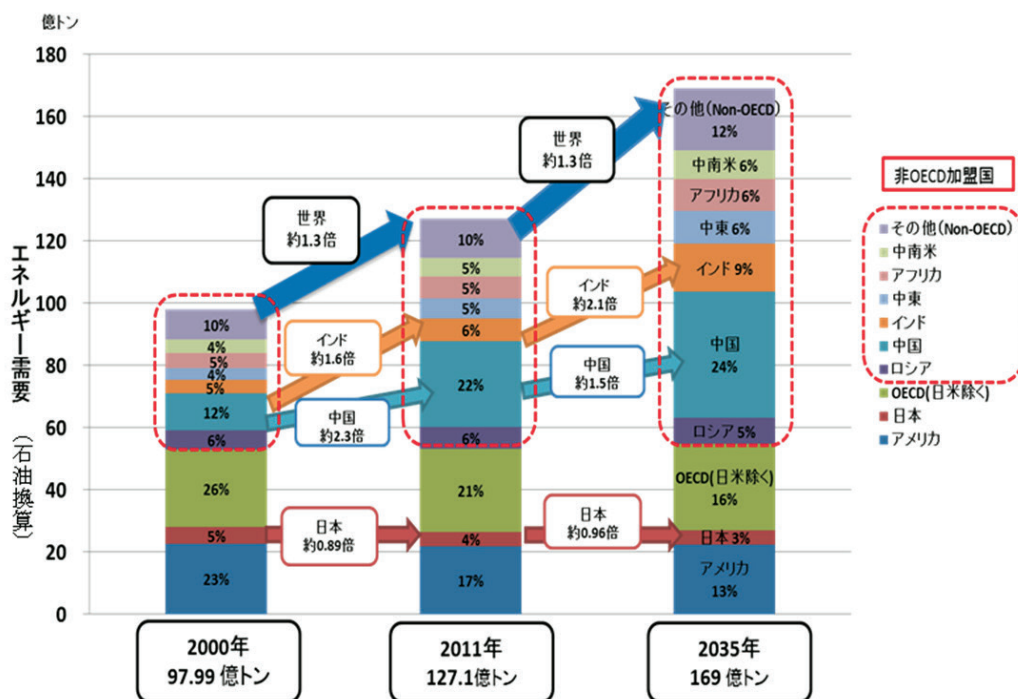 億トン
180
160
140
120
100
80
60
40
20
0
エネルギー需要 （石油換算）
10%
4%
5%
4%
5%
12%
6%
26%
5%
23%
世界
約1.3倍
インド
約1.6倍
中国
約2.3倍
日本
約0.89倍
10%
5%
5%
5%
6%
22%
6%
21%
4%
17%
世界
約1.3倍
インド
約2.1倍
中国
約1.5倍
日本
約0.96倍
その他(Non-OECD)
12%
中南米 6%
アフリカ 6%
中東 6%
インド 9%
中国
24%
ロシア 5%
OECD(日米除く)
16%
日本 3%
アメリカ
13%
非OECD加盟国
その他(Non-OECD)
中南米
アフリカ
中東
インド
中国
ロシア
OECD(日米除く)
日本
アメリカ
2000年
97.99 億トン
2011年
127.1億トン
2035年
169 億トン